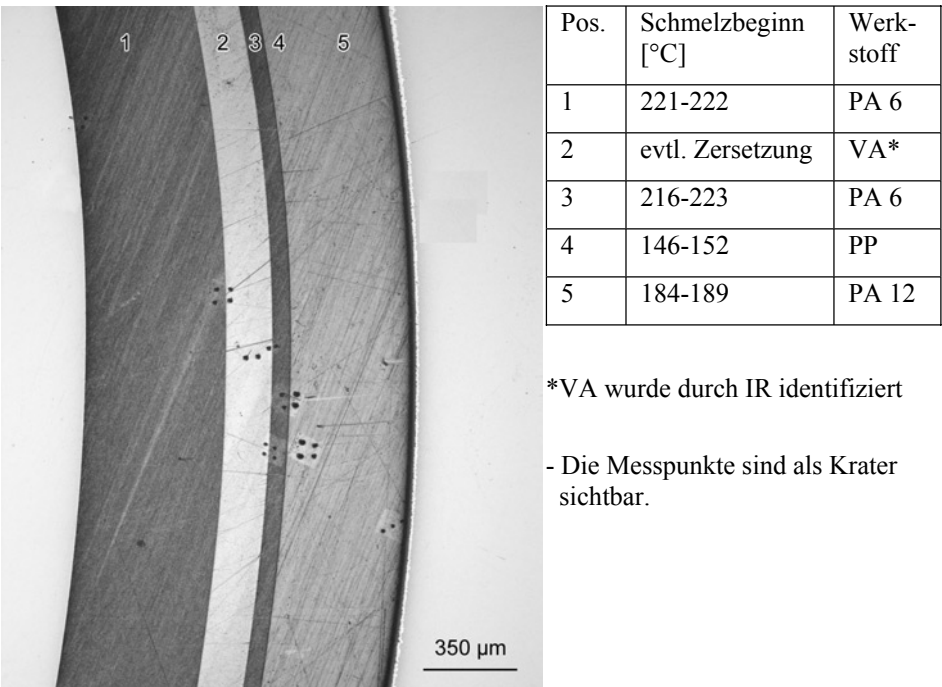 1 2 3 4 5
350 µm
Pos. Schmelzbeginn [°C] Werk-stoff
1 221-222 PA 6
2 evtl. Zersetzung VA*
3 216-223 PA 6
4 146-152 PP
5 184-189 PA 12
*VA wurde durch IR identifiziert
- Die Messpunkte sind als Krater
sichtbar.